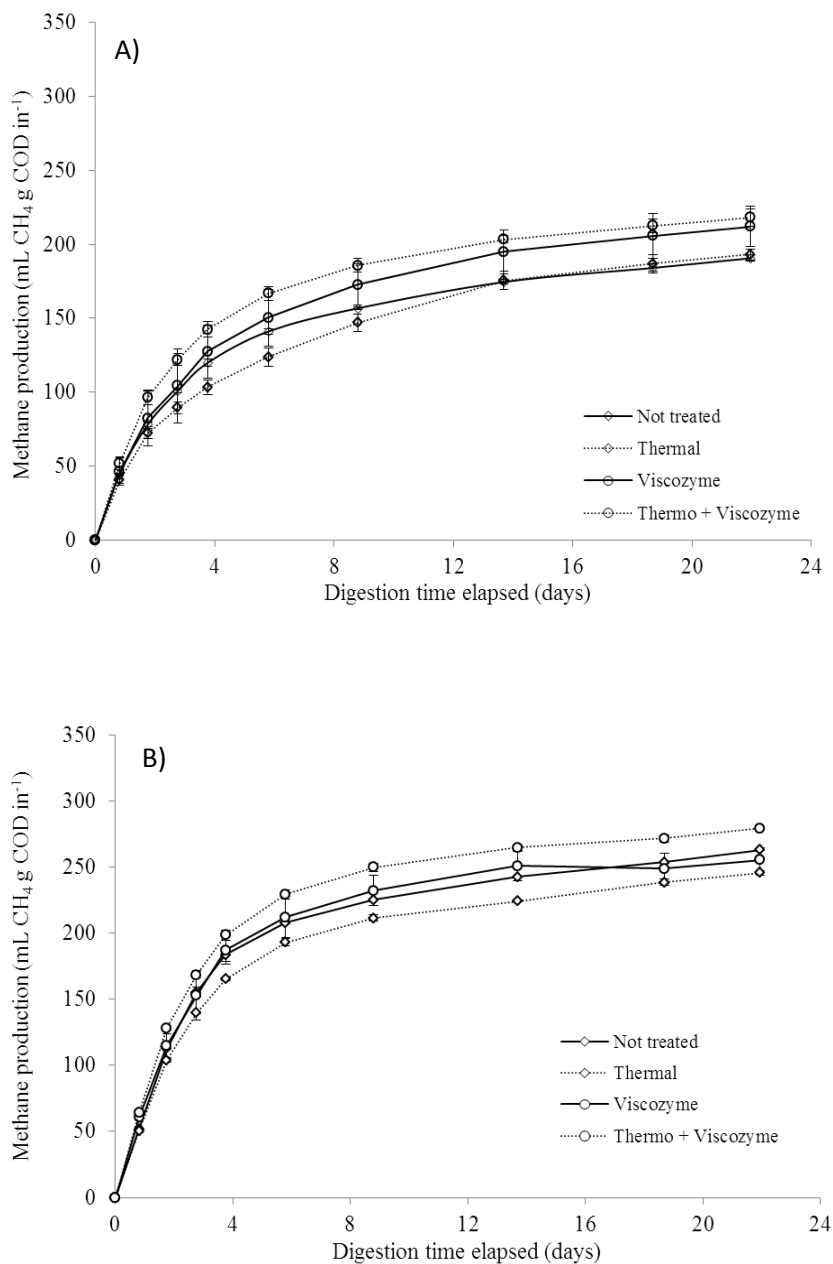 A)
Methane production (mL CH₄ g COD in⁻¹)
350
300
250
200
150
100
50
0
Not treated
Thermal
Viscozyme
Thermo + Viscozyme
0 4 8 12 16 20 24
Digestion time elapsed (days)
B)
Methane production (mL CH₄ g COD in⁻¹)
350
300
250
200
150
100
50
0
Not treated
Thermal
Viscozyme
Thermo + Viscozyme
0 4 8 12 16 20 24
Digestion time elapsed (days)